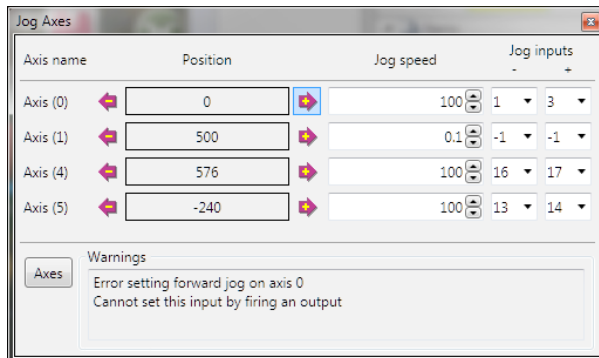 Jog Axes
Axis name Position Jog speed Jog inputs
- +
Axis (0) 0 100 1 3
Axis (1) 500 0.1 -1 -1
Axis (4) 576 100 16 17
Axis (5) -240 100 13 14
Axes
Warnings
Error setting forward jog on axis 0
Cannot set this input by firing an output